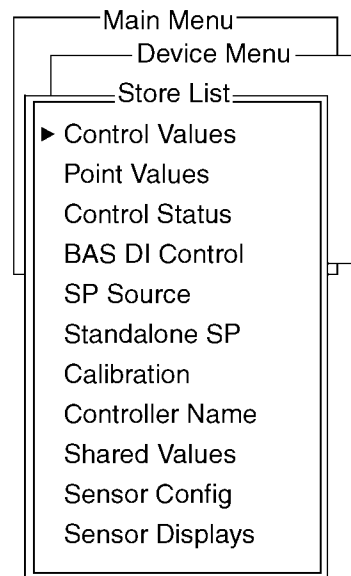 Main Menu
Device Menu
Store List
Control Values
Point Values
Control Status
BAS DI Control
SP Source
Standalone SP
Calibration
Controller Name
Shared Values
Sensor Config
Sensor Displays